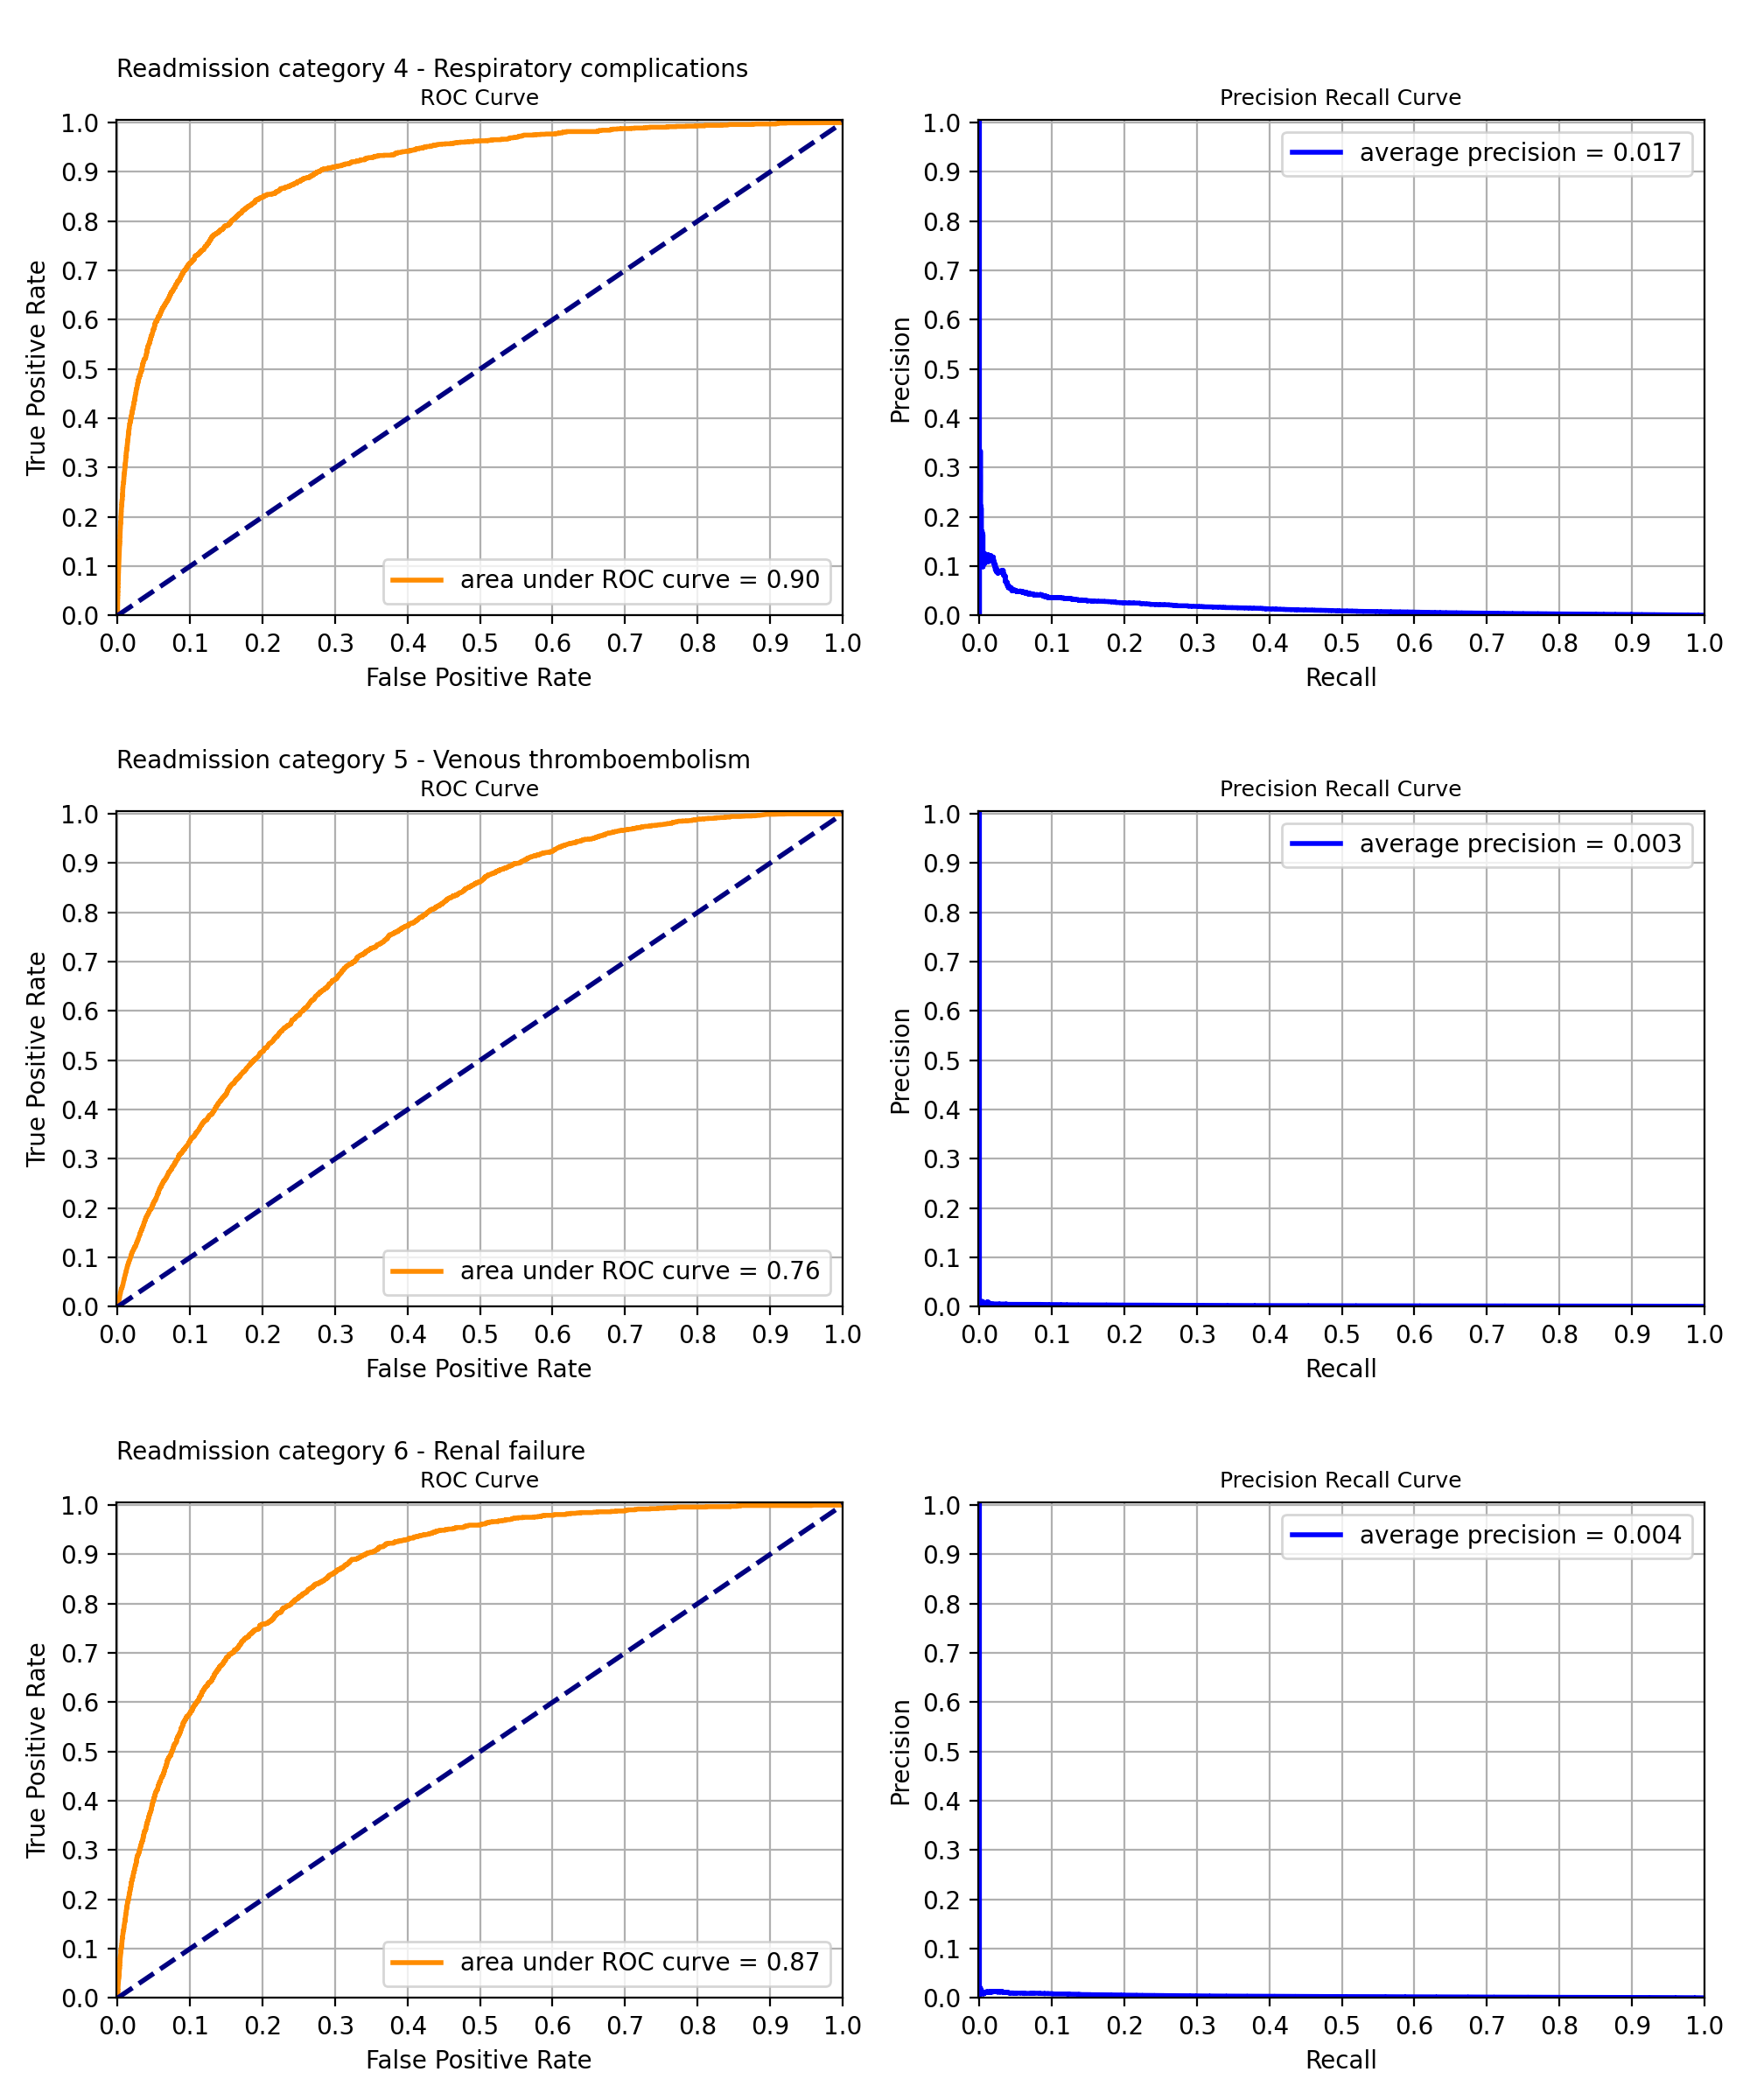 Readmission category 4 - Respiratory complications
ROC Curve
1.0
0.9
0.8
0.7
0.6
0.5
0.4
0.3
0.2
0.1
0.0
True Positive Rate
area under ROC curve = 0.90
0.0 0.1 0.2 0.3 0.4 0.5 0.6 0.7 0.8 0.9 1.0
False Positive Rate
Precision Recall Curve
1.0
0.9
0.8
0.7
0.6
0.5
0.4
0.3
0.2
0.1
0.0
Precision
average precision = 0.017
0.0 0.1 0.2 0.3 0.4 0.5 0.6 0.7 0.8 0.9 1.0
Recall
Readmission category 5 - Venous thromboembolism
ROC Curve
1.0
0.9
0.8
0.7
0.6
0.5
0.4
0.3
0.2
0.1
0.0
True Positive Rate
area under ROC curve = 0.76
0.0 0.1 0.2 0.3 0.4 0.5 0.6 0.7 0.8 0.9 1.0
False Positive Rate
Precision Recall Curve
1.0
0.9
0.8
0.7
0.6
0.5
0.4
0.3
0.2
0.1
0.0
Precision
average precision = 0.003
0.0 0.1 0.2 0.3 0.4 0.5 0.6 0.7 0.8 0.9 1.0
Recall
Readmission category 6 - Renal failure
ROC Curve
1.0
0.9
0.8
0.7
0.6
0.5
0.4
0.3
0.2
0.1
0.0
True Positive Rate
area under ROC curve = 0.87
0.0 0.1 0.2 0.3 0.4 0.5 0.6 0.7 0.8 0.9 1.0
False Positive Rate
Precision Recall Curve
1.0
0.9
0.8
0.7
0.6
0.5
0.4
0.3
0.2
0.1
0.0
Precision
average precision = 0.004
0.0 0.1 0.2 0.3 0.4 0.5 0.6 0.7 0.8 0.9 1.0
Recall